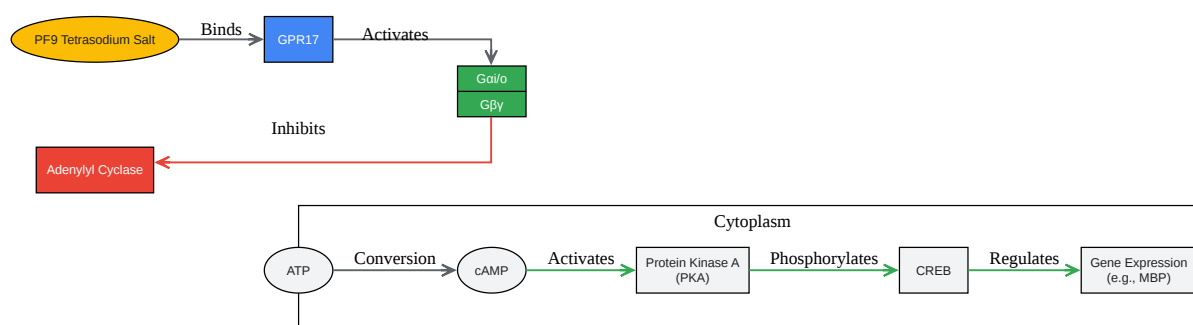 PF9 Tetrasodium Salt
Binds
GPR17
Activates
Gαi/o
Gβγ
Inhibits
Adenylyl Cyclase
Cytoplasm
ATP
Conversion
cAMP
Activates
Protein Kinase A
(PKA)
Phosphorylates
CREB
Regulates
Gene Expression
(e.g., MBP)